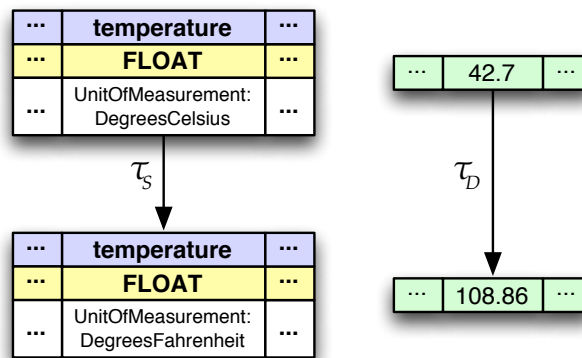 ... temperature ...
... FLOAT ...
... UnitOfMeasurement: ...
DegreesCelsius
... 42.7 ...
τS
τD
... temperature ...
... FLOAT ...
... UnitOfMeasurement: ...
DegreesFahrenheit
... 108.86 ...